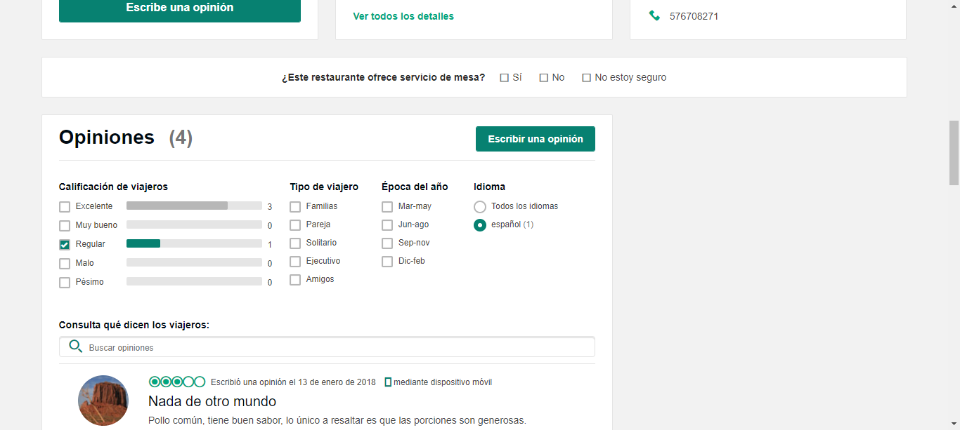 Escribe una opinión
Ver todos los detalles
576708271
¿Este restaurante ofrece servicio de mesa? Sí No No estoy seguro
Opiniones (4)
Escribir una opinión
Calificación de viajeros
Excelente 3
Muy bueno 0
Regular 1
Malo 0
Pésimo 0
Tipo de viajero
Familias
Pareja
Solitario
Ejecutivo
Amigos
Época del año
Mar-may
Jun-ago
Sep-nov
Dic-feb
Idioma
Todos los idiomas
español (1)
Consulta qué dicen los viajeros:
Buscar opiniones
Escribió una opinión el 13 de enero de 2018 mediante dispositivo móvil
Nada de otro mundo
Pollo común, tiene buen sabor, lo único a resaltar es que las porciones son generosas.